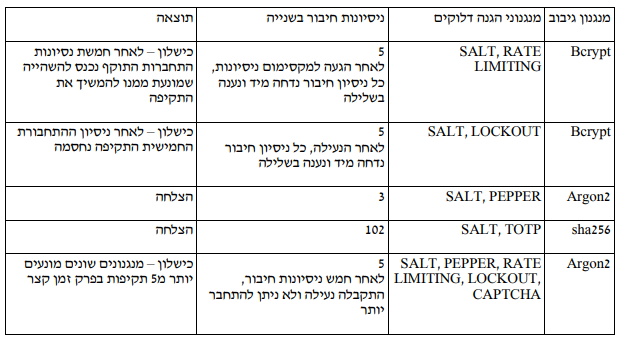 מנגנון גיבוב מנגנוני הגנה דלוקים ניסיונות חיבור בשנייה תוצאה
Bcrypt
SALT, RATE
LIMITING
5
לאחר הגעה למקסימום ניסיונות,
כל ניסיון חיבור נדחה מיד ונענה
בשלילה
כישלון – לאחר חמשת נסיונות
התחברות התוקף נכנס להשהייה
שמונעת ממנו להמשיך את
התקיפה
Bcrypt
SALT, LOCKOUT
5
לאחר הנעילה, כל ניסיון חיבור
נדחה מיד ונענה בשלילה
כישלון – לאחר ניסיון ההתחבורת
החמישית התקיפה נחסמה
Argon2
SALT, PEPPER
3
הצלחה
sha256
SALT, TOTP
102
הצלחה
Argon2
SALT, PEPPER, RATE
LIMITING, LOCKOUT,
CAPTCHA
5
לאחר חמש ניסיונות חיבור,
התקבלה נעילה ולא ניתן להתחבר
יותר
כישלון – מנגנונים שונים מונעים
יותר מ5 תקיפות בפרק זמן קצר